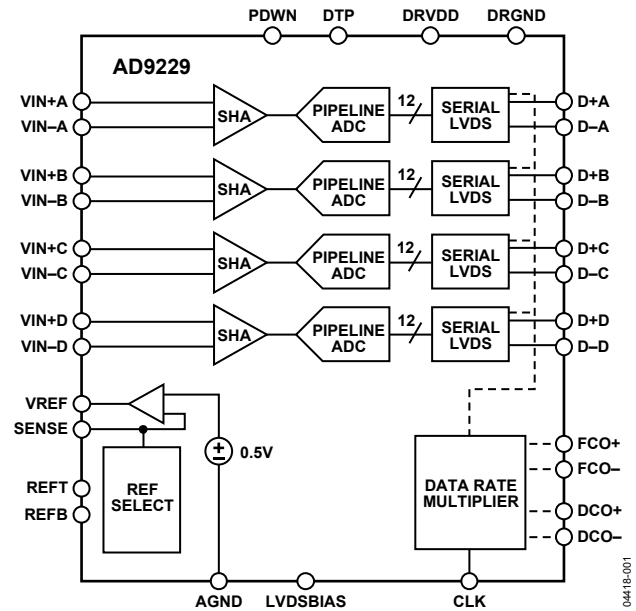 PDWN DTP DRVDD DRGND
AD9229
VIN+A
VIN–A
SHA
PIPELINE
ADC
12
SERIAL
LVDS
D+A
D–A
VIN+B
VIN–B
SHA
PIPELINE
ADC
12
SERIAL
LVDS
D+B
D–B
VIN+C
VIN–C
SHA
PIPELINE
ADC
12
SERIAL
LVDS
D+C
D–C
VIN+D
VIN–D
SHA
PIPELINE
ADC
12
SERIAL
LVDS
D+D
D–D
VREF
SENSE
REFT
REFB
REF
SELECT
+
–
0.5V
DATA RATE
MULTIPLIER
FCO+
FCO–
DCO+
DCO–
AGND LVDSBIAS CLK
04418-001